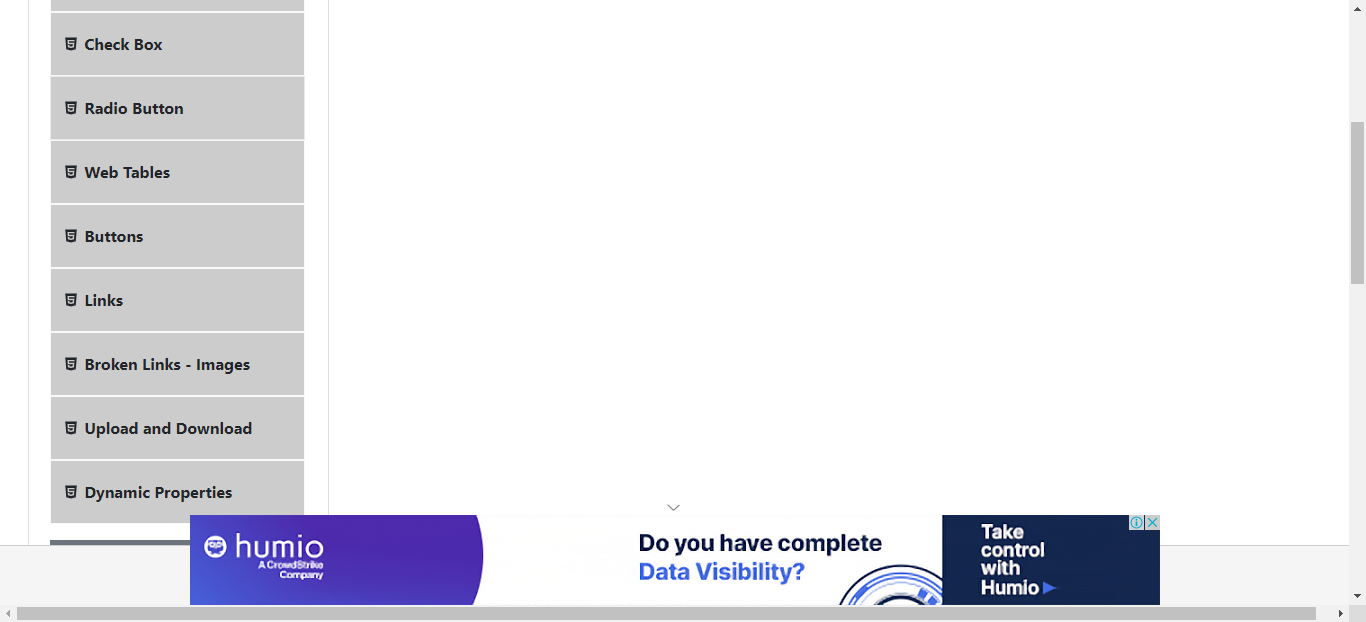 Check Box
Radio Button
Web Tables
Buttons
Links
Broken Links - Images
Upload and Download
Dynamic Properties
humio
A CrowdStrike
Company
Do you have complete
Data Visibility?
Take
control
with
Humio